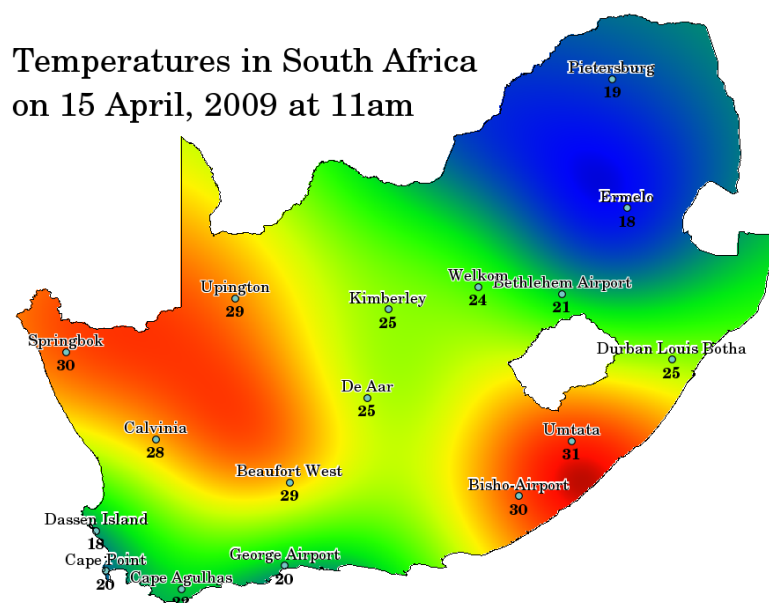 Temperatures in South Africa
on 15 April, 2009 at 11am
Pietersburg
19
Ermelo
18
Upington
29
Welkom
24
Bethlehem Airport
21
Kimberley
25
Springbok
30
Durban Louis Botha
25
De Aar
25
Calvinia
28
Umtata
31
Beaufort West
29
Bisho-Airport
30
Dassen Island
18
Cape Point
20
George Airport
20
Cape Agulhas